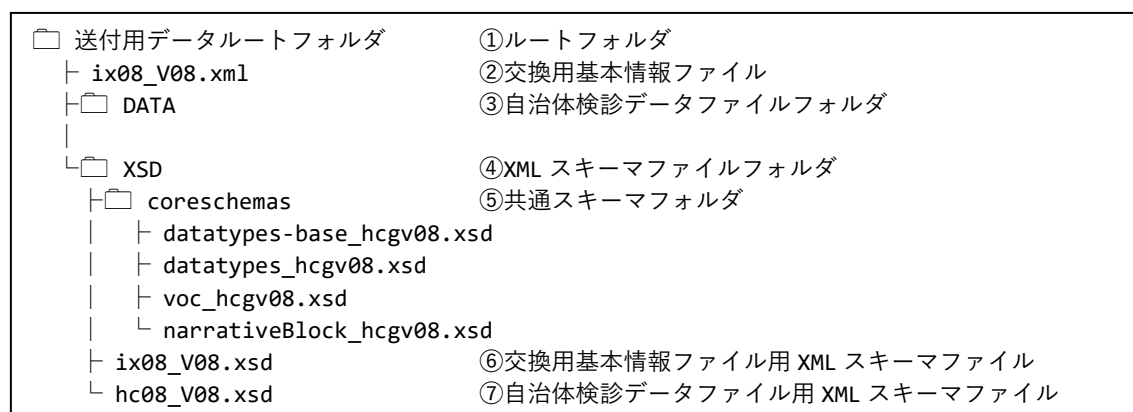 送付用データルートフォルダ ①ルートフォルダ
├ ix08_V08.xml ②交換用基本情報ファイル
├ DATA ③自治体検診データファイルフォルダ
│
└ XSD ④XML スキーマファイルフォルダ
├ coreschemas ⑤共通スキーマフォルダ
│ ├ datatypes-base_hcgv08.xsd
│ ├ datatypes_hcgv08.xsd
│ ├ voc_hcgv08.xsd
│ └ narrativeBlock_hcgv08.xsd
├ ix08_V08.xsd ⑥交換用基本情報ファイル用 XML スキーマファイル
└ hc08_V08.xsd ⑦自治体検診データファイル用 XML スキーマファイル